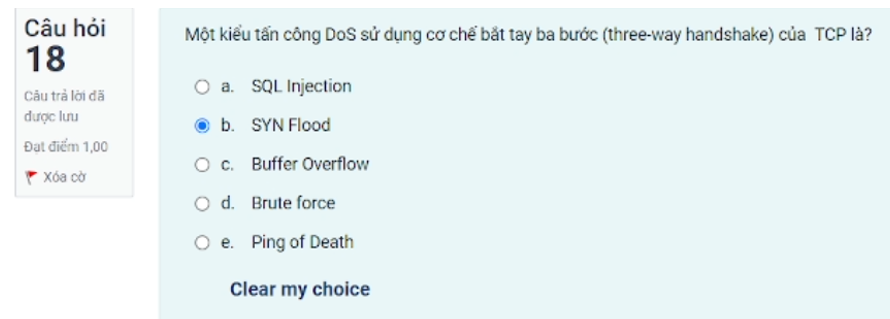 Câu hỏi
18
Câu trả lời đã
được lưu
Đạt điểm 1,00
Xóa cờ
Một kiểu tấn công DoS sử dụng cơ chế bắt tay ba bước (three-way handshake) của TCP là?
a. SQL Injection
b. SYN Flood
c. Buffer Overflow
d. Brute force
e. Ping of Death
Clear my choice